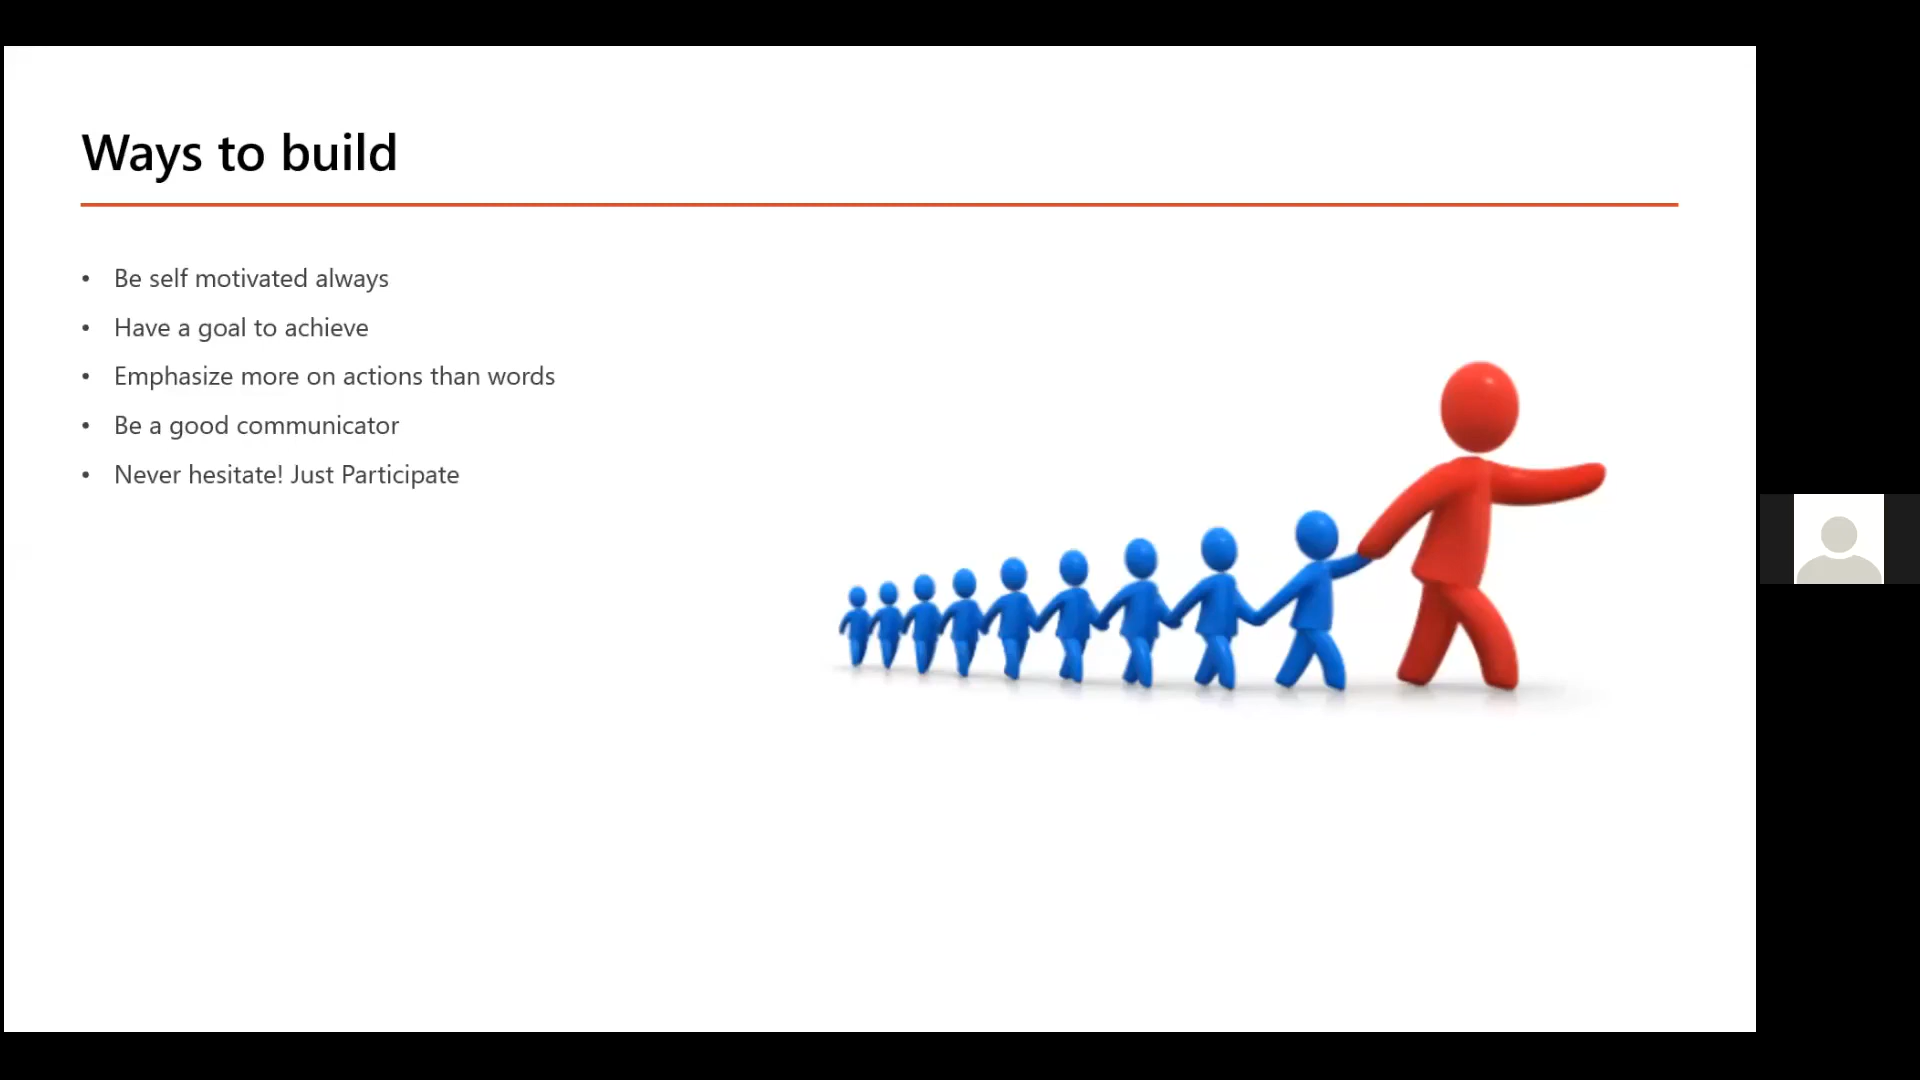 Ways to build
• Be self motivated always
• Have a goal to achieve
• Emphasize more on actions than words
• Be a good communicator
• Never hesitate! Just Participate